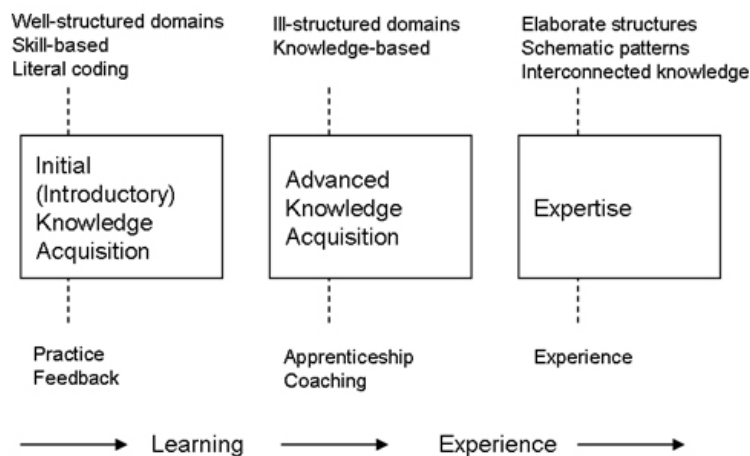 Well-structured domains
Skill-based
Literal coding
Ill-structured domains
Knowledge-based
Elaborate structures
Schematic patterns
Interconnected knowledge
Initial
(Introductory)
Knowledge
Acquisition
Advanced
Knowledge
Acquisition
Expertise
Practice
Feedback
Apprenticeship
Coaching
Experience
Learning
Experience